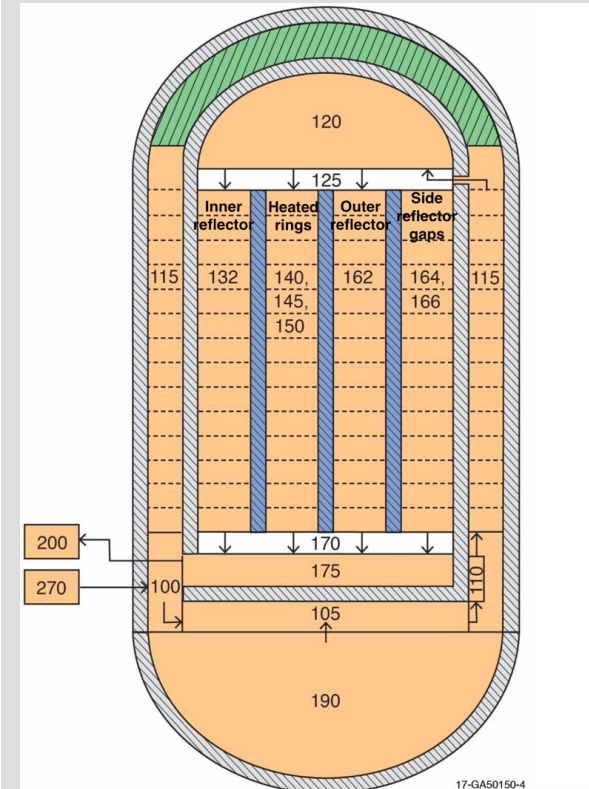 120
125
Inner
reflector
Heated
rings
Outer
reflector
Side
reflector
gaps
115
132
140,
145,
150
162
164,
166
115
170
200
175
270
100
110
105
190
17-GA50150-4